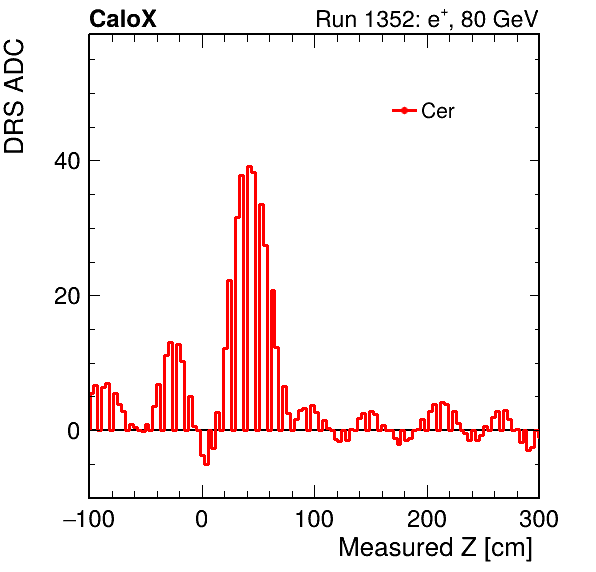 CaloX Run 1352: e⁺, 80 GeV
DRS ADC
Cer
40
20
0
−100 0 100 200 300
Measured Z [cm]